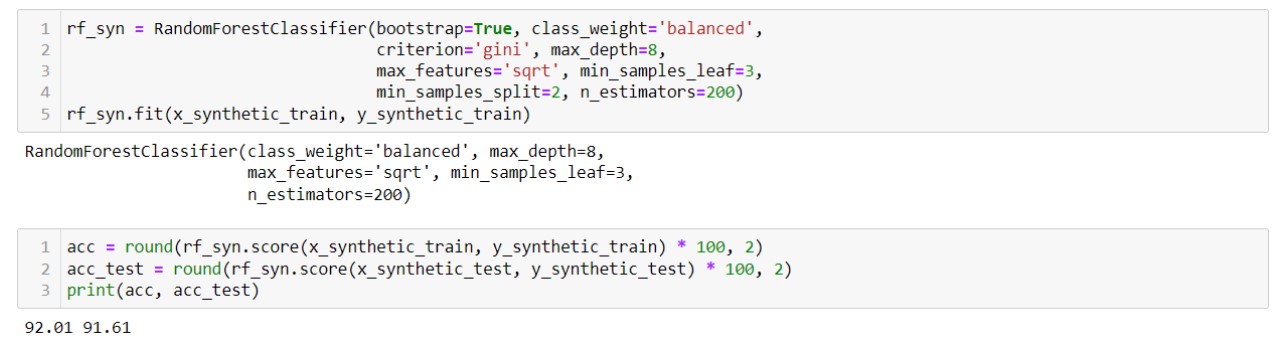 1 rf_syn = RandomForestClassifier(bootstrap=True, class_weight='balanced',
2 criterion='gini', max_depth=8,
3 max_features='sqrt', min_samples_leaf=3,
4 min_samples_split=2, n_estimators=200)
5 rf_syn.fit(x_synthetic_train, y_synthetic_train)
RandomForestClassifier(class_weight='balanced', max_depth=8,
max_features='sqrt', min_samples_leaf=3,
n_estimators=200)
1 acc = round(rf_syn.score(x_synthetic_train, y_synthetic_train) * 100, 2)
2 acc_test = round(rf_syn.score(x_synthetic_test, y_synthetic_test) * 100, 2)
3 print(acc, acc_test)
92.01 91.61